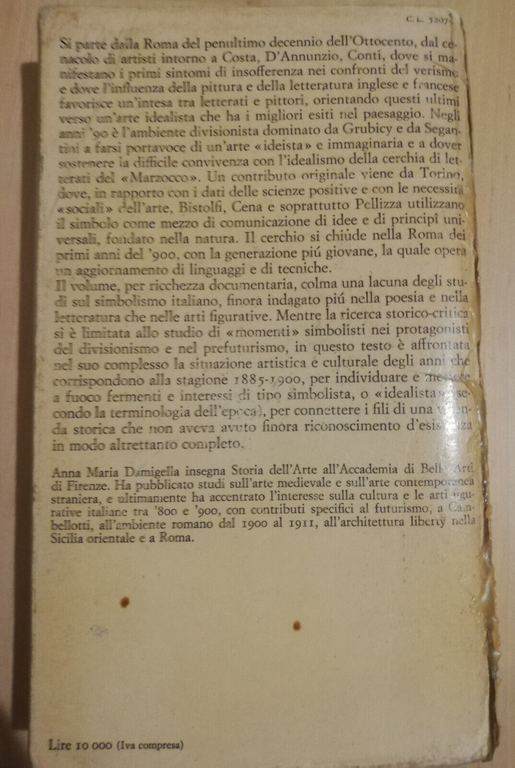 C. L. 5207
Si parte dalla Roma del penultimo decennio dell'Ottocento, dal ce-
nacolo di artisti intorno a Costa, D'Annunzio, Conti, dove si ma-
nifestano i primi sintomi di insofferenza nei confronti del verismo
e dove l'influenza della pittura e della letteratura inglese e francese
favorisce un'intesa tra letterati e pittori, orientando questi ultimi
verso un'arte idealista che ha i migliori esiti nel paesaggio. Negli
anni '90 è l'ambiente divisionista dominato da Grubicy e da Segan-
tini a farsi portavoce di un'arte «ideista» e immaginaria e a dover
sostenere la difficile convivenza con l'idealismo della cerchia di let-
terati del «Marzocco». Un contributo originale viene da Torino,
dove, in rapporto con i dati delle scienze positive e con le necessità
«sociali» dell'arte, Bistolfi, Cena e soprattutto Pellizza utilizzano
il simbolo come mezzo di comunicazione di idee e di principî uni-
versali, fondato nella natura. Il cerchio si chiude nella Roma dei
primi anni del '900, con la generazione piú giovane, la quale opera
un aggiornamento di linguaggi e di tecniche.
Il volume, per ricchezza documentaria, colma una lacuna degli stu-
di sul simbolismo italiano, finora indagato piú nella poesia e nella
letteratura che nelle arti figurative. Mentre la ricerca storico-critica
si è limitata allo studio di «momenti» simbolisti nei protagonisti
del divisionismo e nel prefuturismo, in questo testo è affrontata
nel suo complesso la situazione artistica e culturale degli anni che
corrispondono alla stagione 1885-1900, per individuare e mettere
a fuoco fermenti e interessi di tipo simbolista, o «idealista» (se-
condo la terminologia dell'epoca), per connettere i fili di una vicen-
da storica che non aveva avuto finora riconoscimento d'esistenza
in modo altrettanto completo.
Anna Maria Damigella insegna Storia dell'Arte all'Accademia di Belle Arti
di Firenze. Ha pubblicato studi sull'arte medievale e sull'arte contemporanea
straniera, e ultimamente ha accentrato l'interesse sulla cultura e le arti figu-
rative italiane tra '800 e '900, con contributi specifici al futurismo, a Cam-
bellotti, all'ambiente romano dal 1900 al 1911, all'architettura liberty nella
Sicilia orientale e a Roma.
Lire 10 000 (Iva compresa)